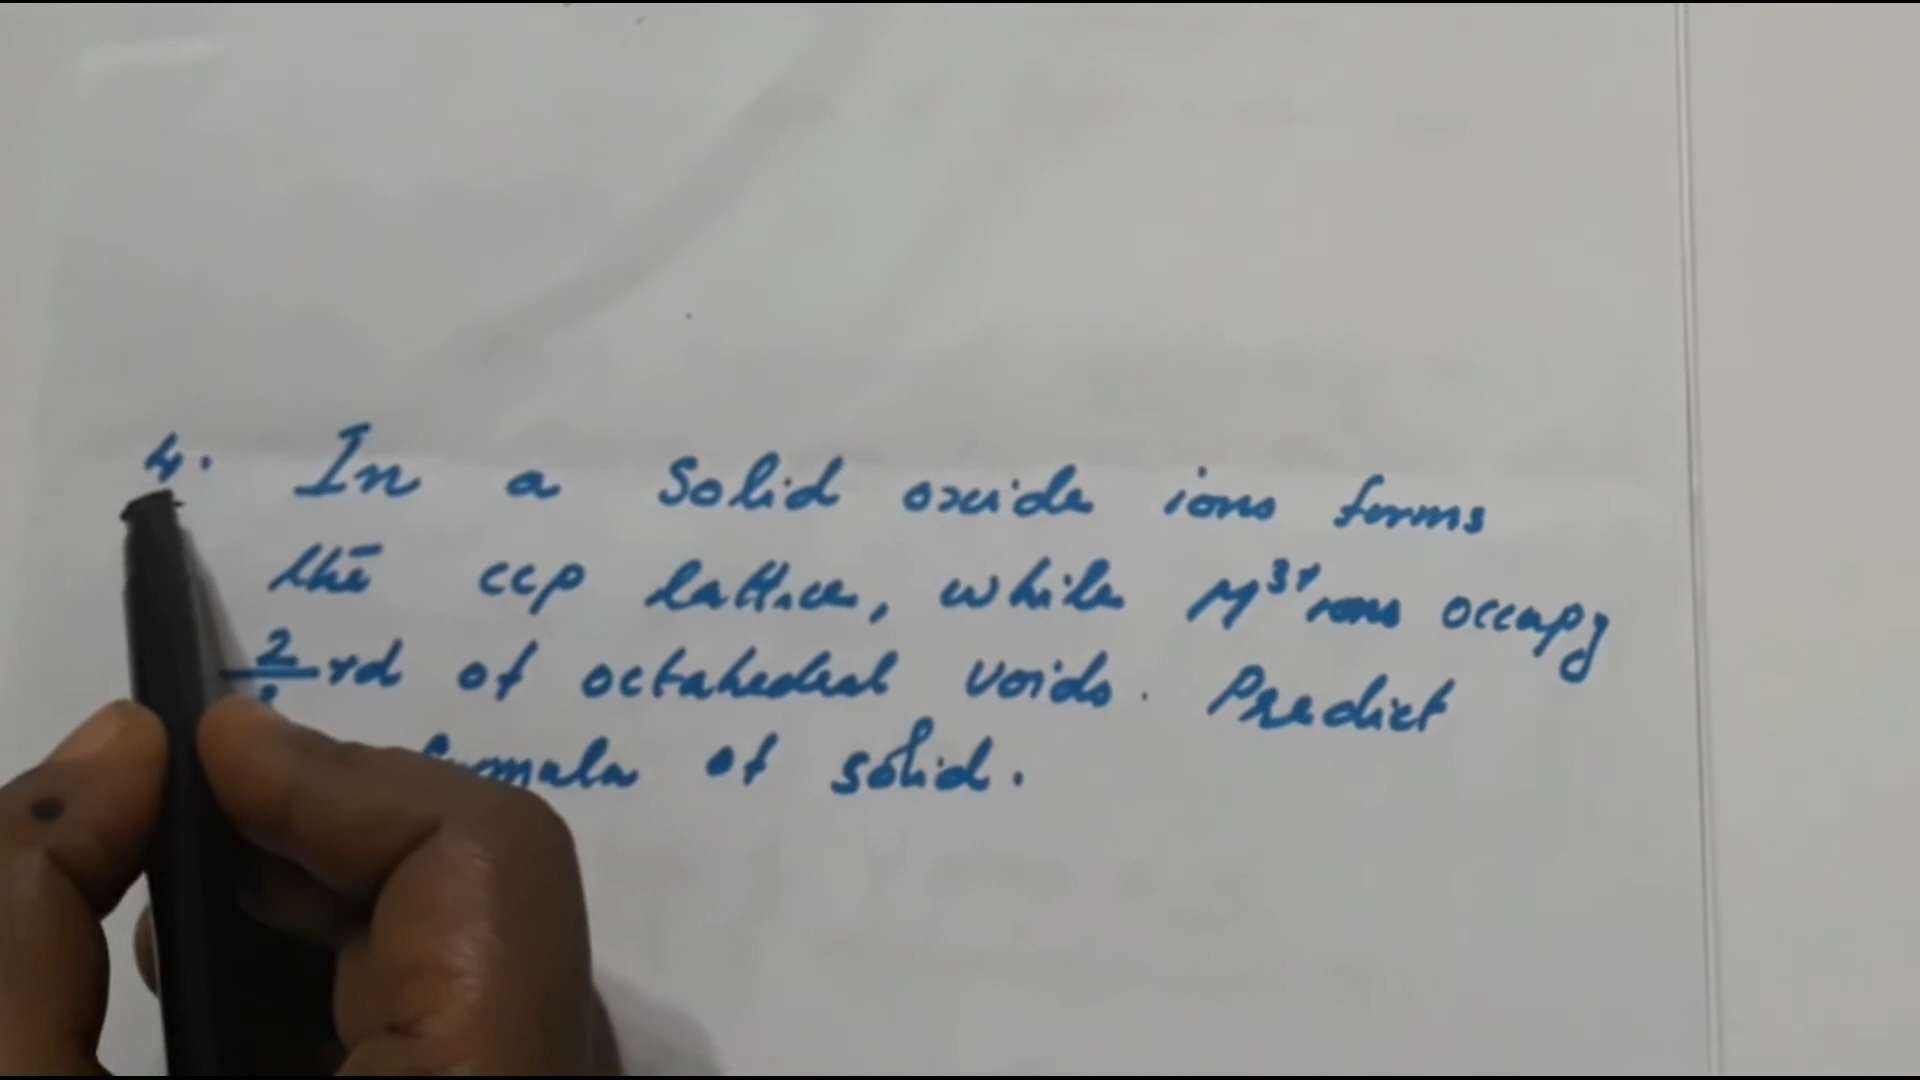 4. In a solid oxide ions forms
the ccp lattice, while M³⁺ ions occupy
rd of octahedral voids. Predict
formula of solid.